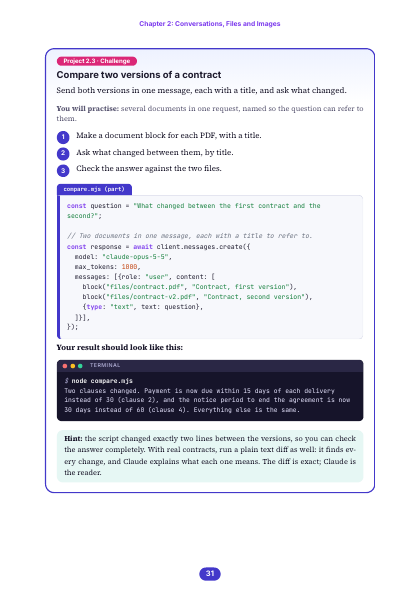 Chapter 2: Conversations, Files and Images
Project 2.3 · Challenge
Compare two versions of a contract
Send both versions in one message, each with a title, and ask what changed.
You will practise: several documents in one request, named so the question can refer to
them.
1 Make a document block for each PDF, with a title.
2 Ask what changed between them, by title.
3 Check the answer against the two files.
compare.mjs (part)
const question = "What changed between the first contract and the
second?";
// Two documents in one message, each with a title to refer to.
const response = await client.messages.create({
model: "claude-opus-5-5",
max_tokens: 1000,
messages: [{role: "user", content: [
block("files/contract.pdf", "Contract, first version"),
block("files/contract-v2.pdf", "Contract, second version"),
{type: "text", text: question},
]}],
});
Your result should look like this:
TERMINAL
$ node compare.mjs
Two clauses changed. Payment is now due within 15 days of each delivery
instead of 30 (clause 2), and the notice period to end the agreement is now
30 days instead of 60 (clause 4). Everything else is the same.
Hint: the script changed exactly two lines between the versions, so you can check
the answer completely. With real contracts, run a plain text diff as well: it finds ev-
ery change, and Claude explains what each one means. The diff is exact; Claude is
the reader.
31